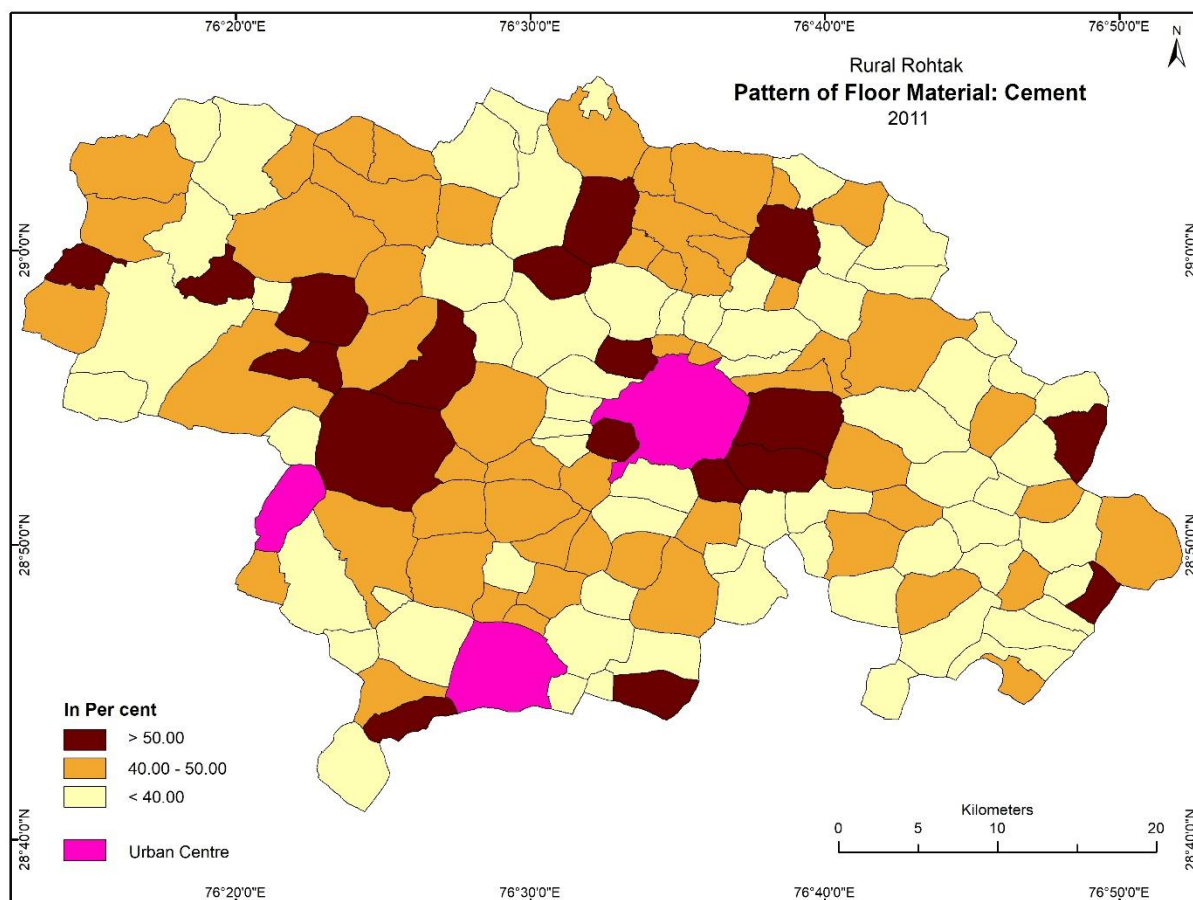 76°20'0"E 76°30'0"E 76°40'0"E 76°50'0"E
N
Rural Rohtak
Pattern of Floor Material: Cement
2011
29°0'0"N 29°0'0"N
28°50'0"N 28°50'0"N
In Per cent
> 50.00
40.00 - 50.00
< 40.00
Urban Centre
Kilometers
0 5 10 20
28°40'0"N 28°40'0"N
76°20'0"E 76°30'0"E 76°40'0"E 76°50'0"E